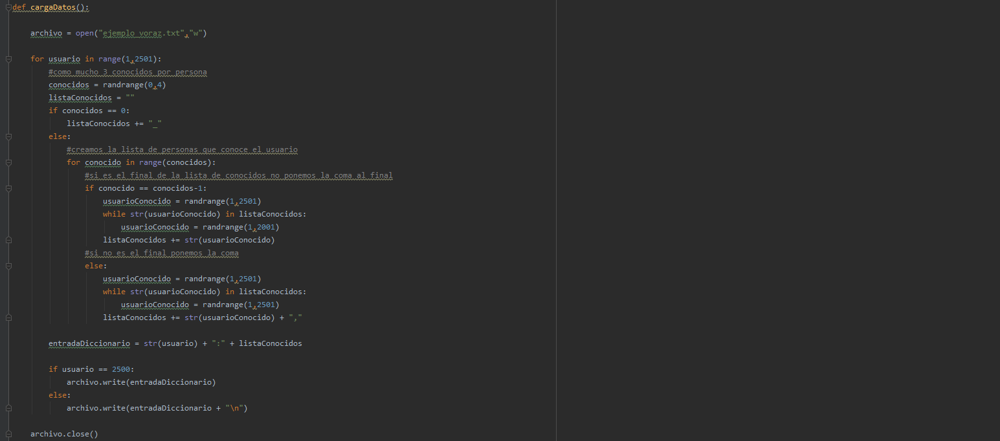 def cargaDatos():
archivo = open("ejemplo_voraz.txt","w")
for usuario in range(1,2501):
#como mucho 3 conocidos por persona
conocidos = randrange(0,4)
listaConocidos = ""
if conocidos == 0:
listaConocidos += "_"
else:
#creamos la lista de personas que conoce el usuario
for conocido in range(conocidos):
#si es el final de la lista de conocidos no ponemos la coma al final
if conocido == conocidos-1:
usuarioConocido = randrange(1,2501)
while str(usuarioConocido) in listaConocidos:
usuarioConocido = randrange(1,2001)
listaConocidos += str(usuarioConocido)
#si no es el final ponemos la coma
else:
usuarioConocido = randrange(1,2501)
while str(usuarioConocido) in listaConocidos:
usuarioConocido = randrange(1,2501)
listaConocidos += str(usuarioConocido) + ","
entradaDiccionario = str(usuario) + ":" + listaConocidos
if usuario == 2500:
archivo.write(entradaDiccionario)
else:
archivo.write(entradaDiccionario + "\n")
archivo.close()